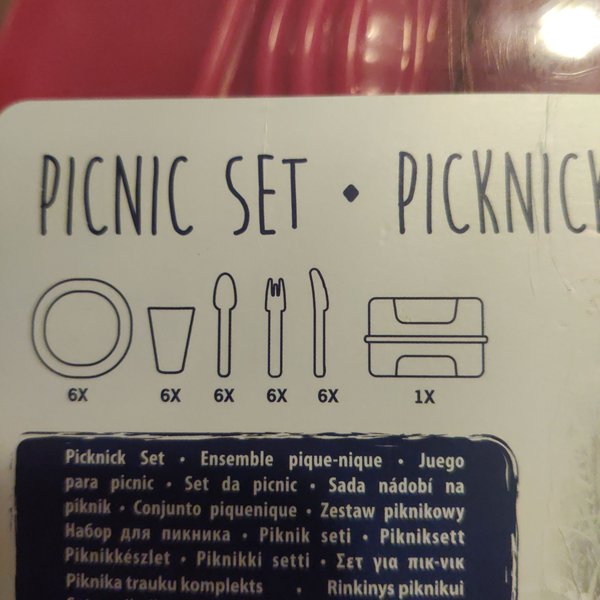 PICNIC SET • PICKNICK
6X 6X 6X 6X 6X 1X
Picknick Set • Ensemble pique-nique • Juego
para picnic • Set da picnic • Sada nádobí na
piknik • Conjunto piquenique • Zestaw piknikowy
Набор для пикника • Piknik seti • Pikniksett
Piknikkészlet • Piknikki setti • Σετ για πικ-νικ
Piknika trauku komplekts • Rinkinys piknikui